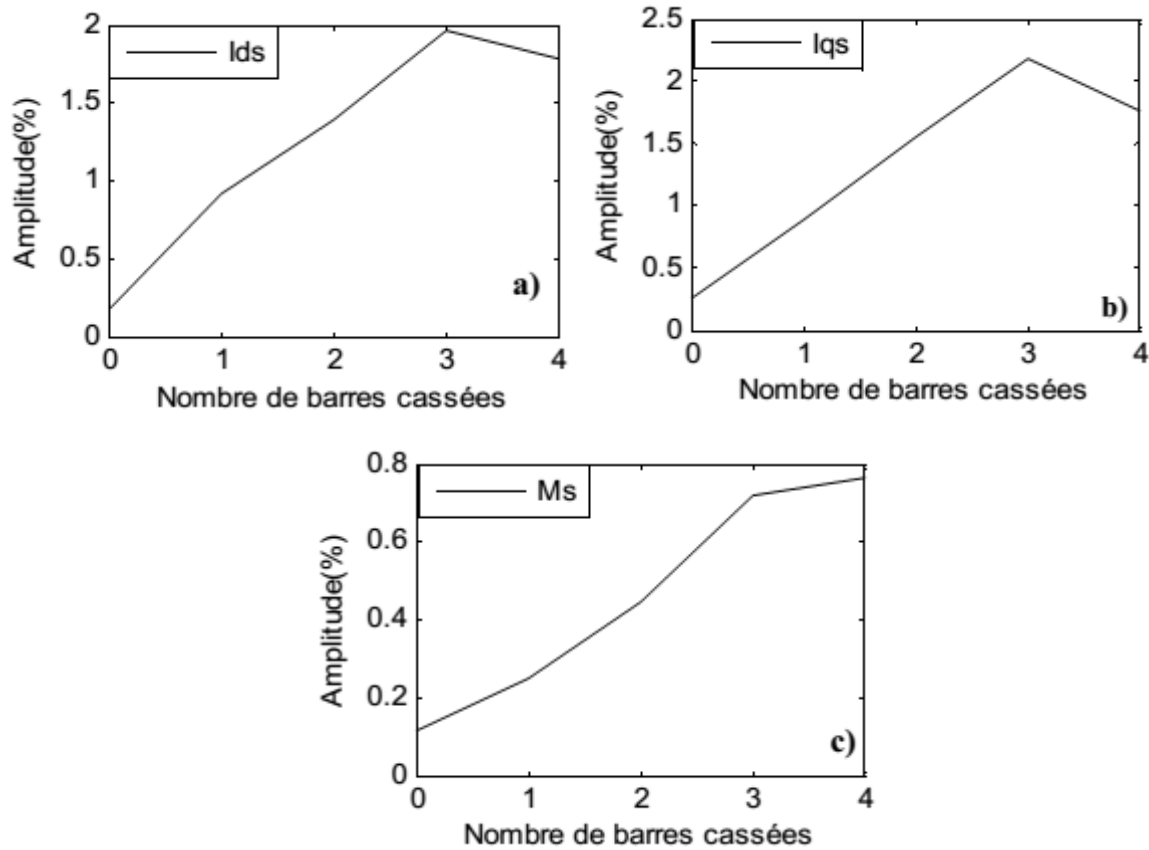 Ids
Amplitude(%)
2
1.5
1
0.5
0
0 1 2 3 4
Nombre de barres cassées
a)
Iqs
Amplitude(%)
2.5
2
1.5
1
0.5
0
0 1 2 3 4
Nombre de barres cassées
b)
Ms
Amplitude(%)
0.8
0.6
0.4
0.2
0
0 1 2 3 4
Nombre de barres cassées
c)